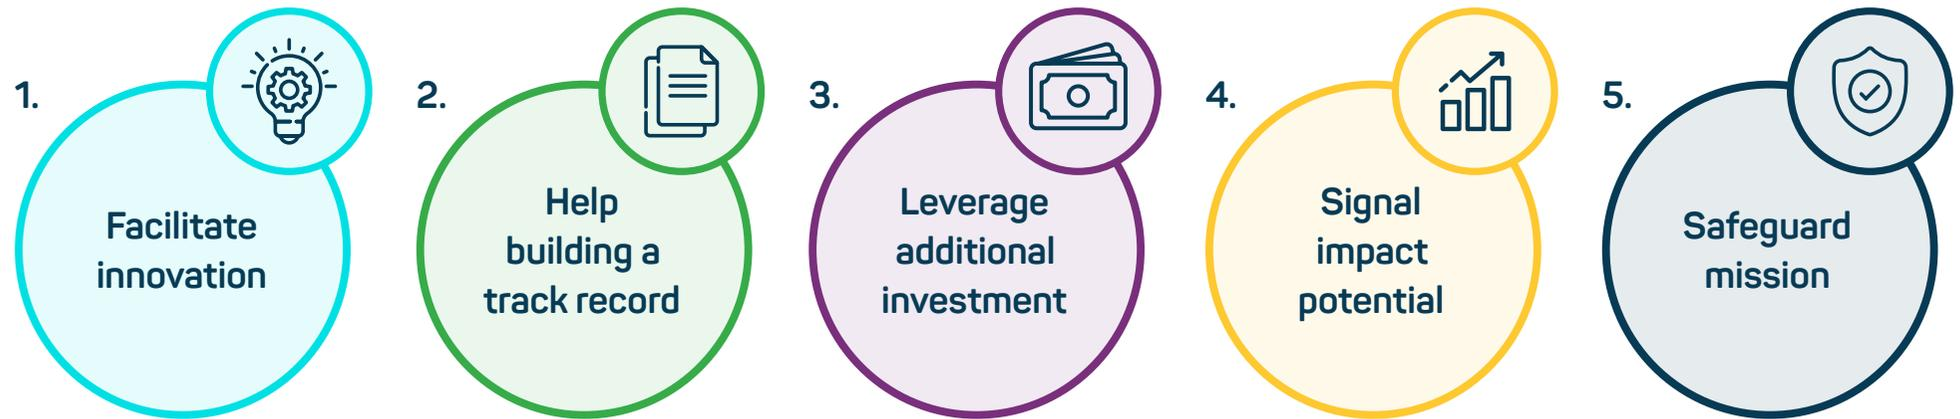 1.
Facilitate
innovation
2.
Help
building a
track record
3.
Leverage
additional
investment
4.
Signal
impact
potential
5.
Safeguard
mission